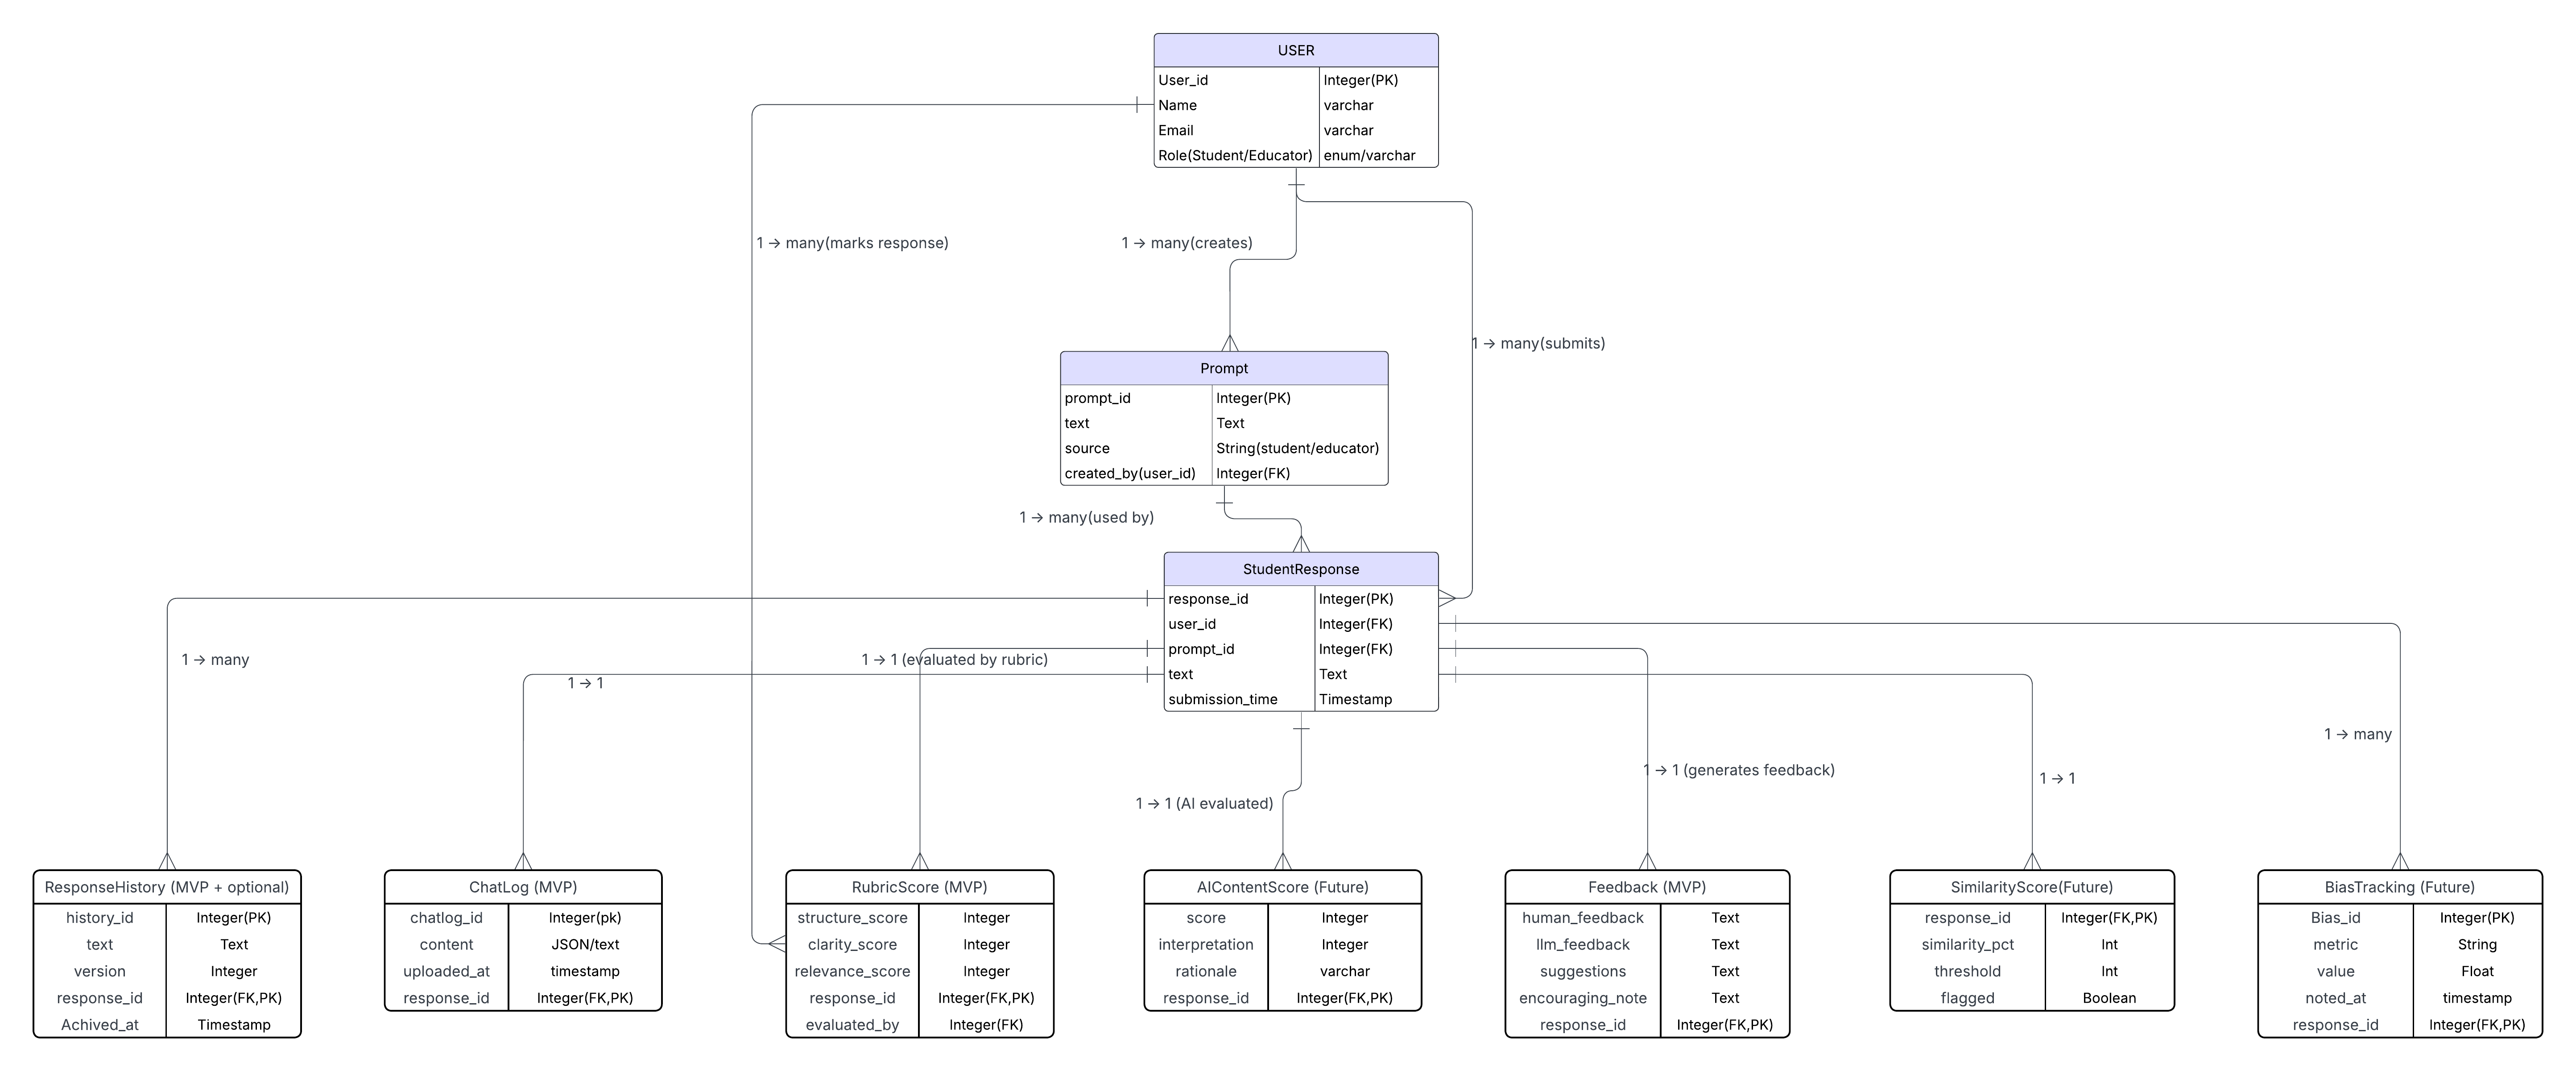 USER
User_id Integer(PK)
Name varchar
Email varchar
Role(Student/Educator) enum/varchar
1 → many(marks response)
1 → many(creates)
1 → many(submits)
Prompt
prompt_id Integer(PK)
text Text
source String(student/educator)
created_by(user_id) Integer(FK)
1 → many(used by)
StudentResponse
response_id Integer(PK)
user_id Integer(FK)
prompt_id Integer(FK)
text Text
submission_time Timestamp
1 → many
1 → 1 (evaluated by rubric)
1 → 1
1 → many
1 → 1 (generates feedback)
1 → 1
1 → 1 (AI evaluated)
ResponseHistory (MVP + optional)
history_id Integer(PK)
text Text
version Integer
response_id Integer(FK,PK)
Achived_at Timestamp
ChatLog (MVP)
chatlog_id Integer(pk)
content JSON/text
uploaded_at timestamp
response_id Integer(FK,PK)
RubricScore (MVP)
structure_score Integer
clarity_score Integer
relevance_score Integer
response_id Integer(FK,PK)
evaluated_by Integer(FK)
AIContentScore (Future)
score Integer
interpretation Integer
rationale varchar
response_id Integer(FK,PK)
Feedback (MVP)
human_feedback Text
llm_feedback Text
suggestions Text
encouraging_note Text
response_id Integer(FK,PK)
SimilarityScore(Future)
response_id Integer(FK,PK)
similarity_pct Int
threshold Int
flagged Boolean
BiasTracking (Future)
Bias_id Integer(PK)
metric String
value Float
noted_at timestamp
response_id Integer(FK,PK)